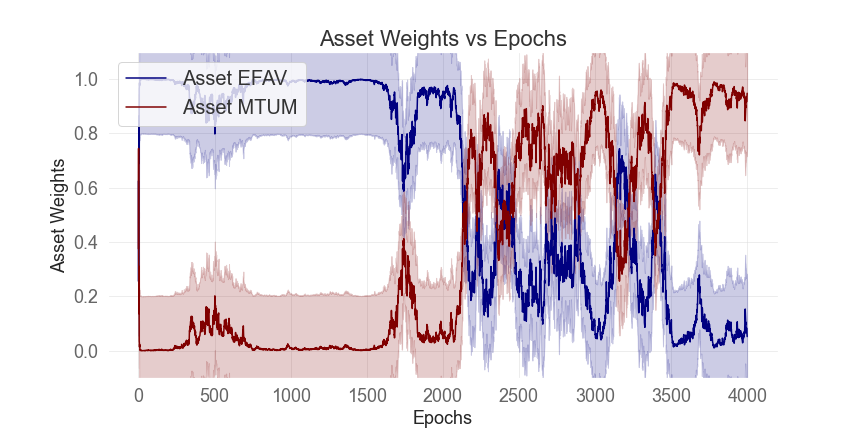 Asset Weights vs Epochs
Asset EFAV
Asset MTUM
Asset Weights
1.0
0.8
0.6
0.4
0.2
0.0
0 500 1000 1500 2000 2500 3000 3500 4000
Epochs